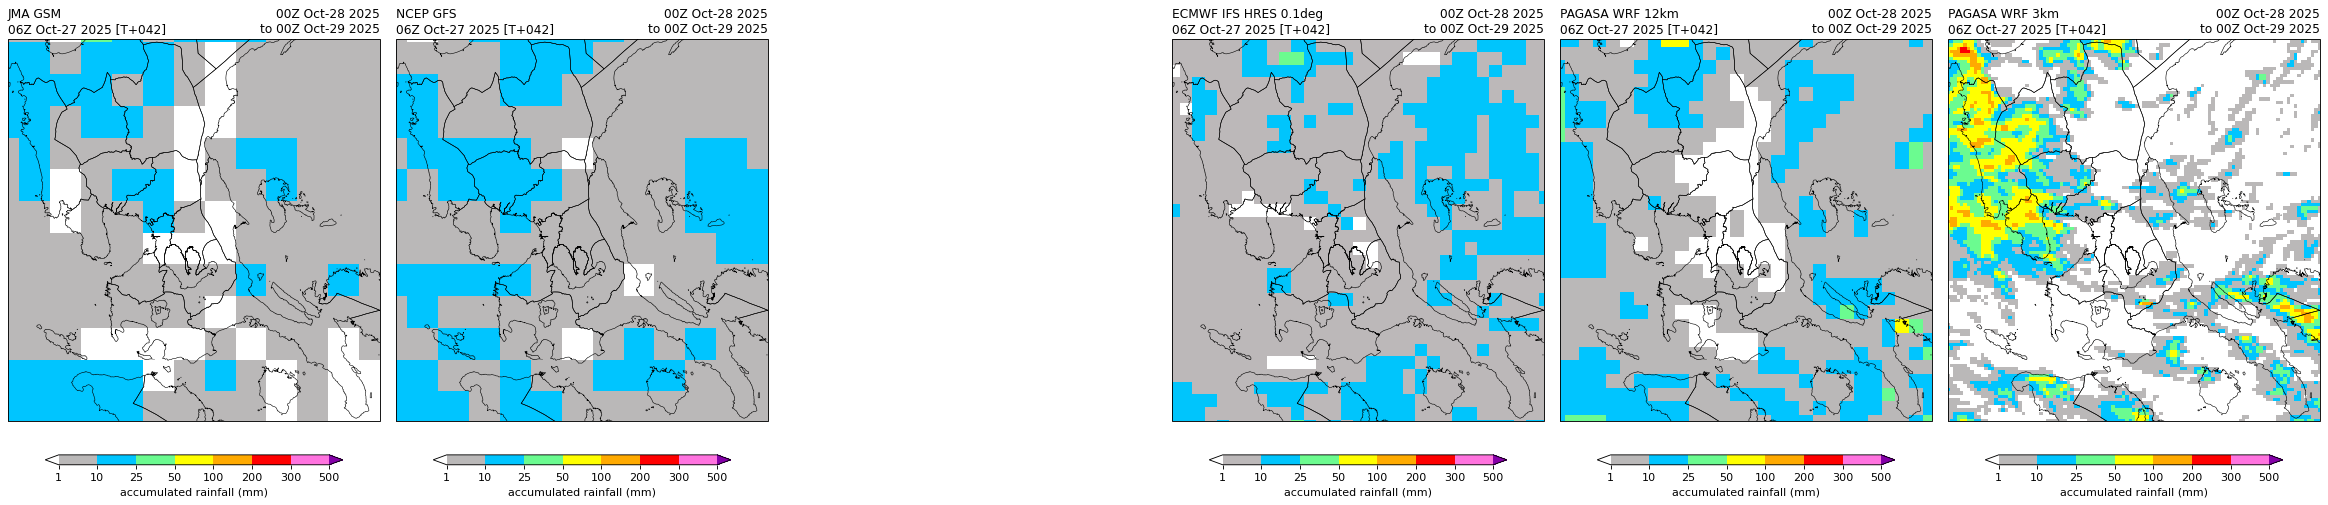 JMA GSM
06Z Oct-27 2025 [T+042]
00Z Oct-28 2025
to 00Z Oct-29 2025
NCEP GFS
06Z Oct-27 2025 [T+042]
00Z Oct-28 2025
to 00Z Oct-29 2025
ECMWF IFS HRES 0.1deg
06Z Oct-27 2025 [T+042]
00Z Oct-28 2025
to 00Z Oct-29 2025
PAGASA WRF 12km
06Z Oct-27 2025 [T+042]
00Z Oct-28 2025
to 00Z Oct-29 2025
PAGASA WRF 3km
06Z Oct-27 2025 [T+042]
00Z Oct-28 2025
to 00Z Oct-29 2025
1 10 25 50 100 200 300 500
accumulated rainfall (mm)
1 10 25 50 100 200 300 500
accumulated rainfall (mm)
1 10 25 50 100 200 300 500
accumulated rainfall (mm)
1 10 25 50 100 200 300 500
accumulated rainfall (mm)
1 10 25 50 100 200 300 500
accumulated rainfall (mm)